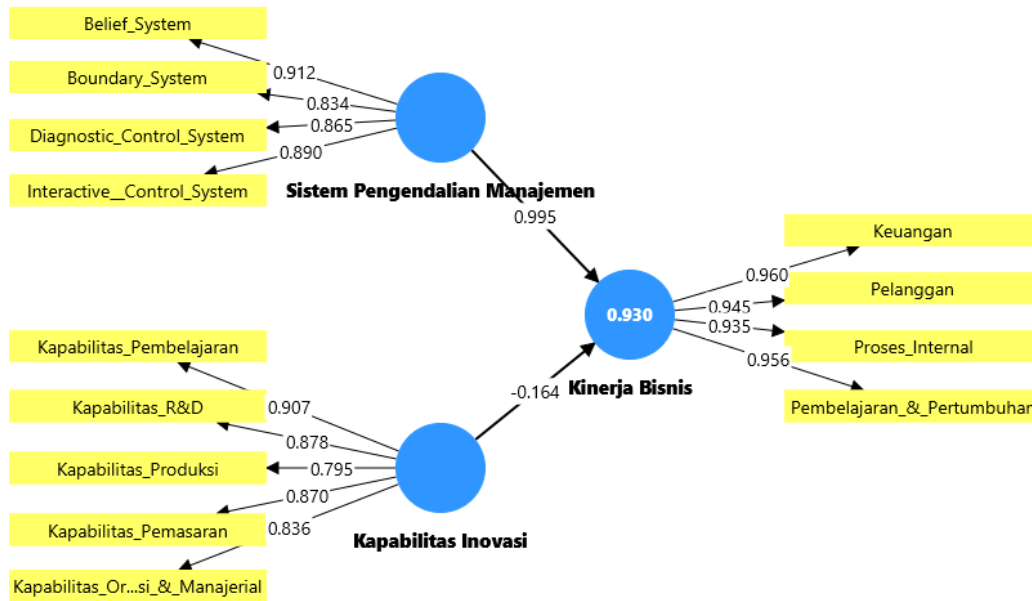 Belief_System
0.912
Boundary_System
0.834
Diagnostic_Control_System
0.865
Interactive__Control_System
0.890
Sistem Pengendalian Manajemen
0.995
Keuangan
0.960
Pelanggan
0.945
0.930
Proses_Internal
0.935
Pembelajaran_&_Pertumbuhan
0.956
Kinerja Bisnis
-0.164
Kapabilitas_Pembelajaran
0.907
Kapabilitas_R&D
0.878
Kapabilitas_Produksi
0.795
Kapabilitas_Pemasaran
0.870
Kapabilitas_Or...si_&_Manajerial
0.836
Kapabilitas Inovasi